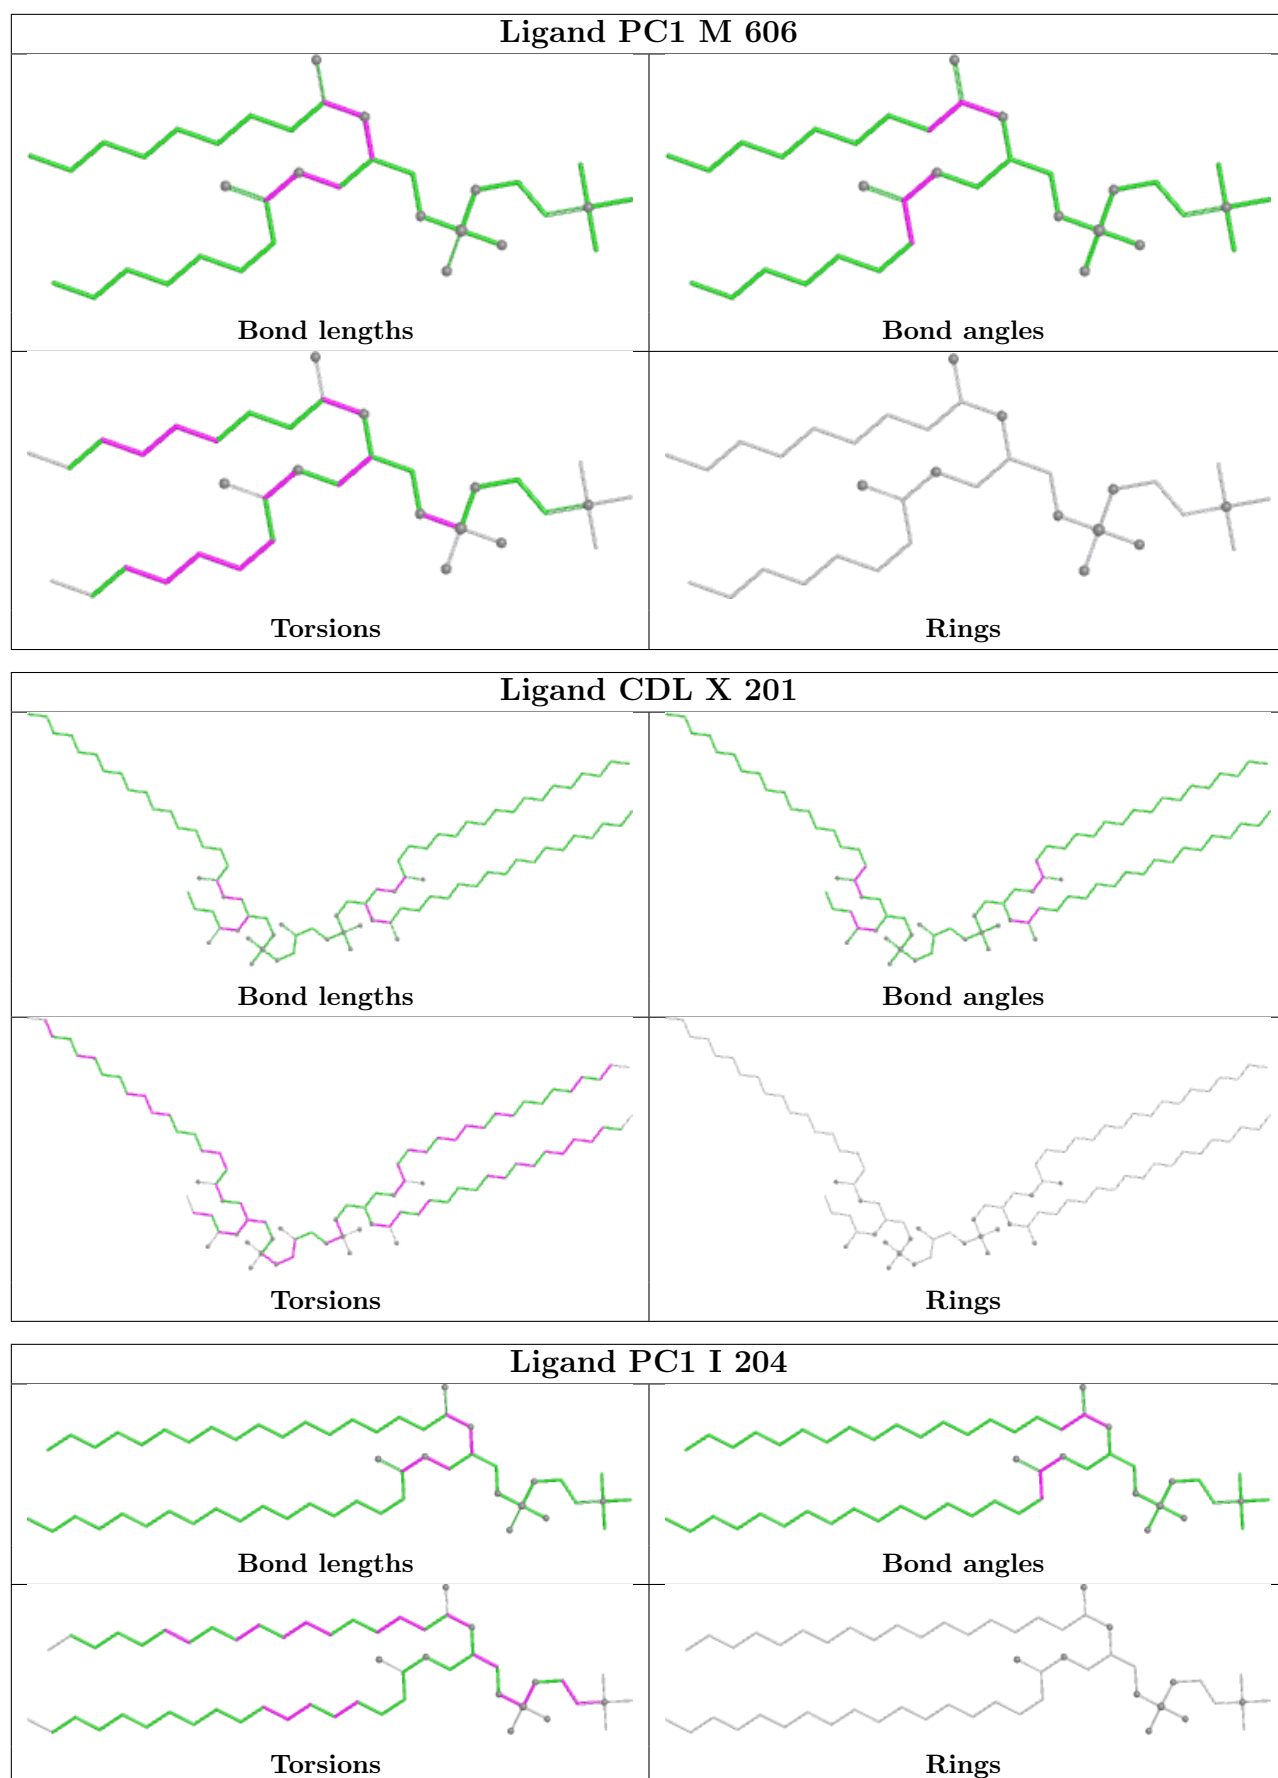 Ligand PC1 M 606
Bond lengths
Bond angles
Torsions
Rings
Ligand CDL X 201
Bond lengths
Bond angles
Torsions
Rings
Ligand PC1 I 204
Bond lengths
Bond angles
Torsions
Rings